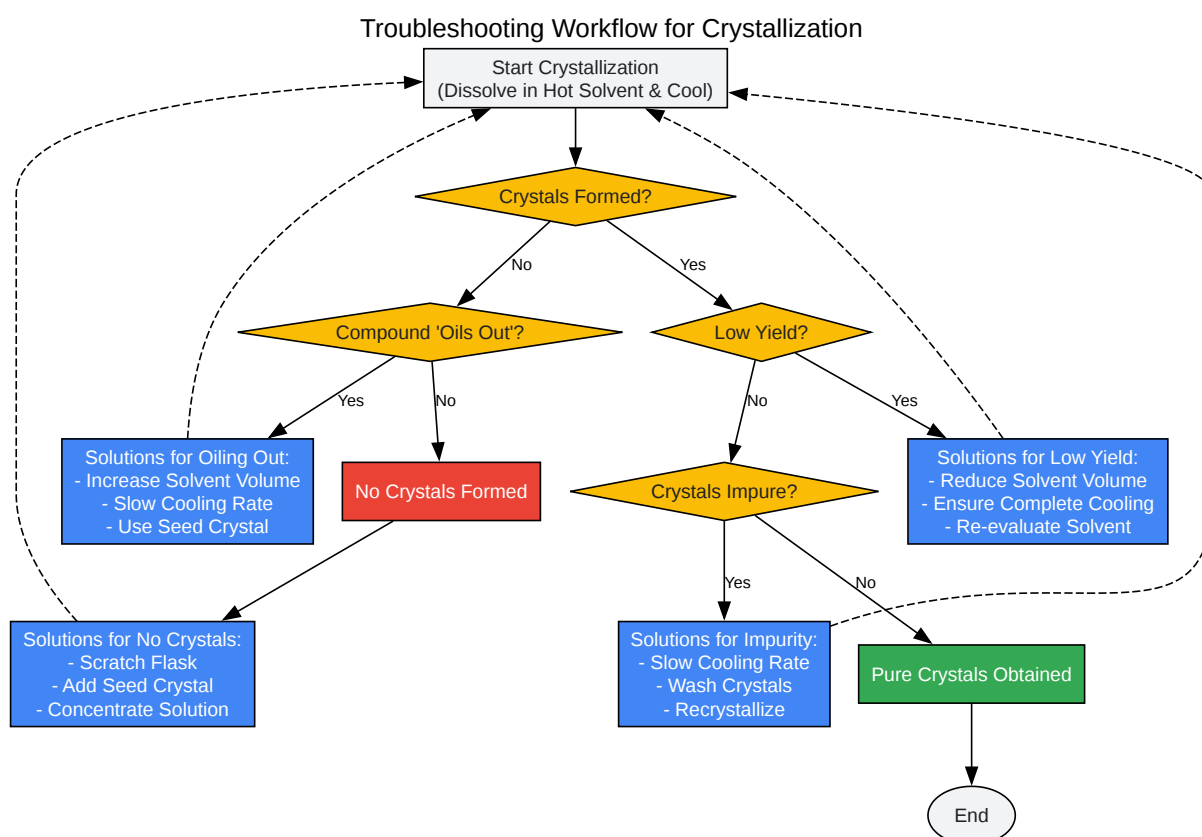 Troubleshooting Workflow for Crystallization
Start Crystallization
(Dissolve in Hot Solvent & Cool)
Crystals Formed?
No
Yes
Compound 'Oils Out'?
Low Yield?
Yes
No
No
Yes
Solutions for Oiling Out:
- Increase Solvent Volume
- Slow Cooling Rate
- Use Seed Crystal
No Crystals Formed
Crystals Impure?
Solutions for Low Yield:
- Reduce Solvent Volume
- Ensure Complete Cooling
- Re-evaluate Solvent
Yes
No
Solutions for No Crystals:
- Scratch Flask
- Add Seed Crystal
- Concentrate Solution
Solutions for Impurity:
- Slow Cooling Rate
- Wash Crystals
- Recrystallize
Pure Crystals Obtained
End